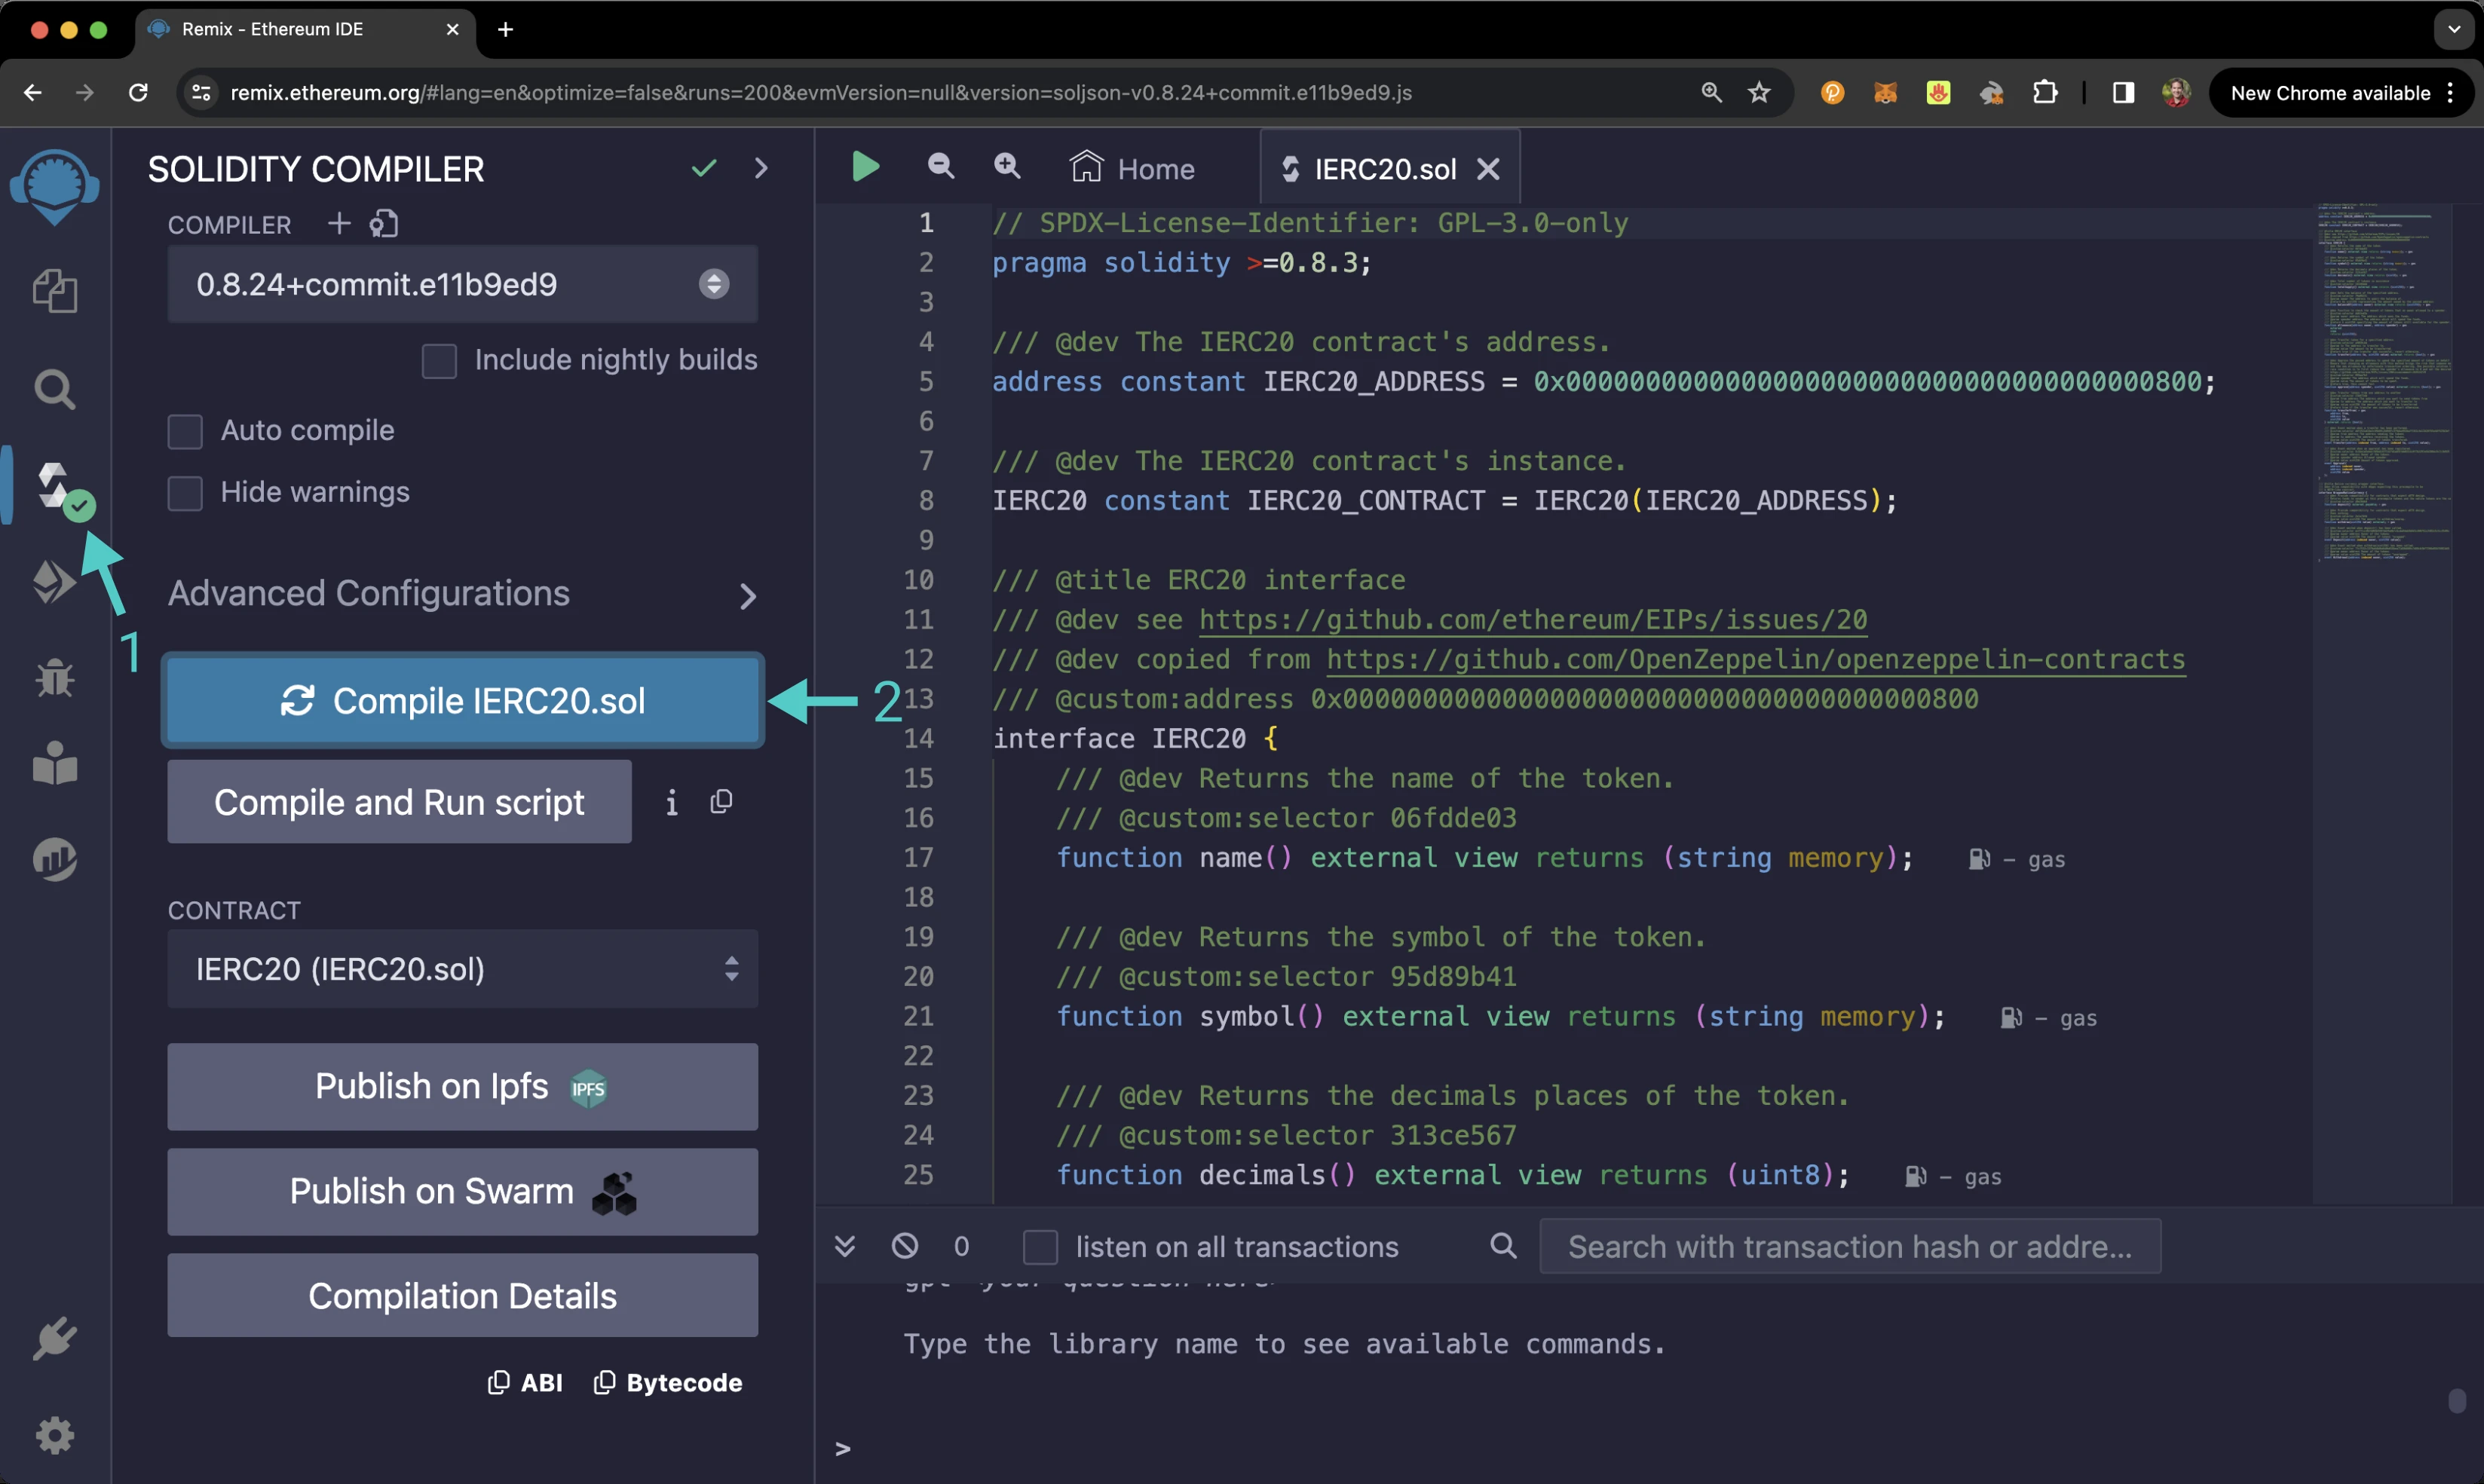 Remix - Ethereum IDE
remix.ethereum.org/#lang=en&optimize=false&runs=200&evmVersion=null&version=soljson-v0.8.24+commit.e11b9ed9.js
New Chrome available
SOLIDITY COMPILER
COMPILER
0.8.24+commit.e11b9ed9
Include nightly builds
Auto compile
Hide warnings
1
Advanced Configurations
Compile IERC20.sol
2
Compile and Run script
CONTRACT
IERC20 (IERC20.sol)
Publish on Ipfs IPFS
Publish on Swarm
Compilation Details
ABI Bytecode
Home IERC20.sol
1 // SPDX-License-Identifier: GPL-3.0-only
2 pragma solidity >=0.8.3;
3
4 /// @dev The IERC20 contract's address.
5 address constant IERC20_ADDRESS = 0x0000000000000000000000000000000000000800;
6
7 /// @dev The IERC20 contract's instance.
8 IERC20 constant IERC20_CONTRACT = IERC20(IERC20_ADDRESS);
9
10 /// @title ERC20 interface
11 /// @dev see https://github.com/ethereum/EIPs/issues/20
12 /// @dev copied from https://github.com/OpenZeppelin/openzeppelin-contracts
13 /// @custom:address 0x0000000000000000000000000000000000000800
14 interface IERC20 {
15 /// @dev Returns the name of the token.
16 /// @custom:selector 06fdde03
17 function name() external view returns (string memory); - gas
18
19 /// @dev Returns the symbol of the token.
20 /// @custom:selector 95d89b41
21 function symbol() external view returns (string memory); - gas
22
23 /// @dev Returns the decimals places of the token.
24 /// @custom:selector 313ce567
25 function decimals() external view returns (uint8); - gas
0 listen on all transactions Search with transaction hash or addre...
gpt <your question here>
Type the library name to see available commands.
>